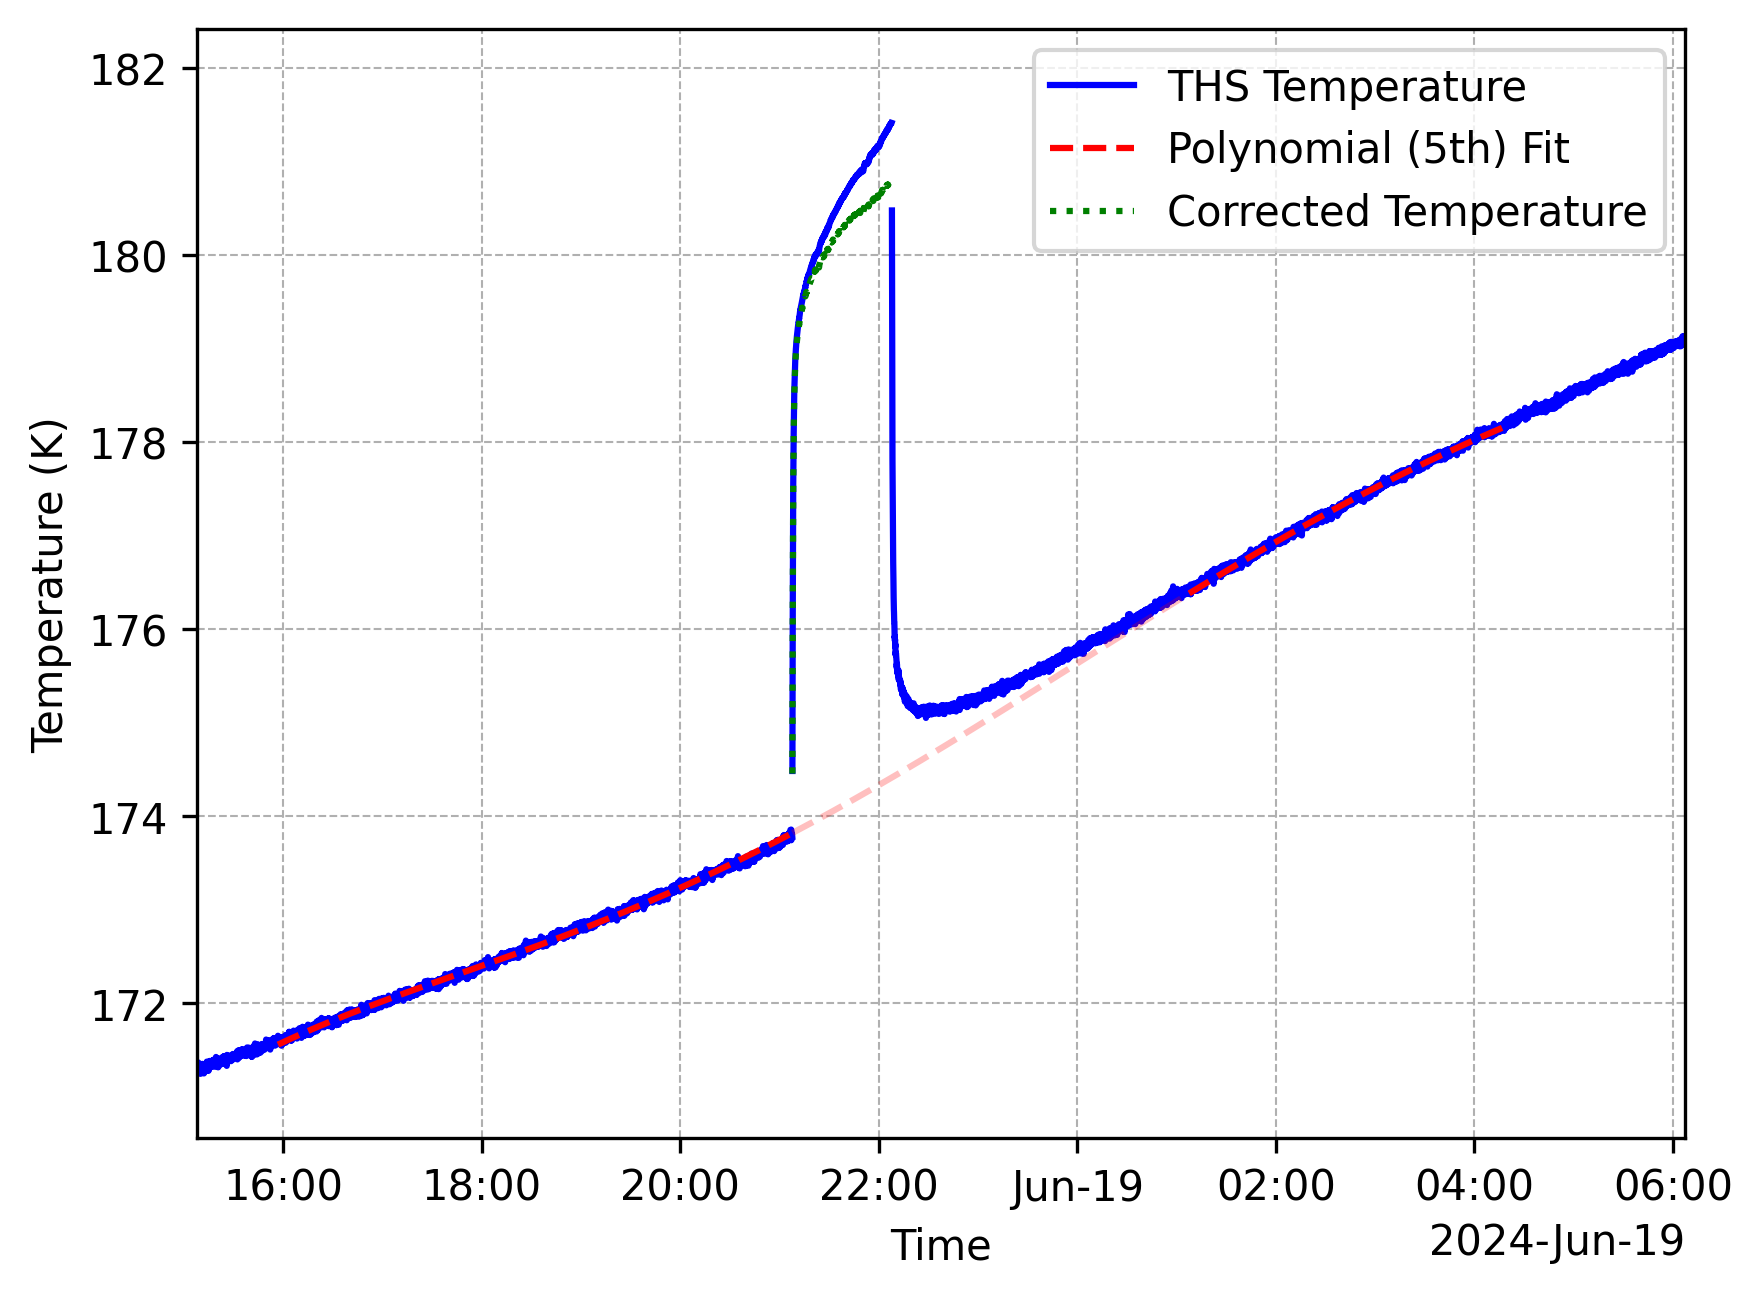 182
180
178
176
174
172
Temperature (K)
THS Temperature
Polynomial (5th) Fit
Corrected Temperature
16:00 18:00 20:00 22:00 Jun-19 02:00 04:00 06:00
Time
2024-Jun-19